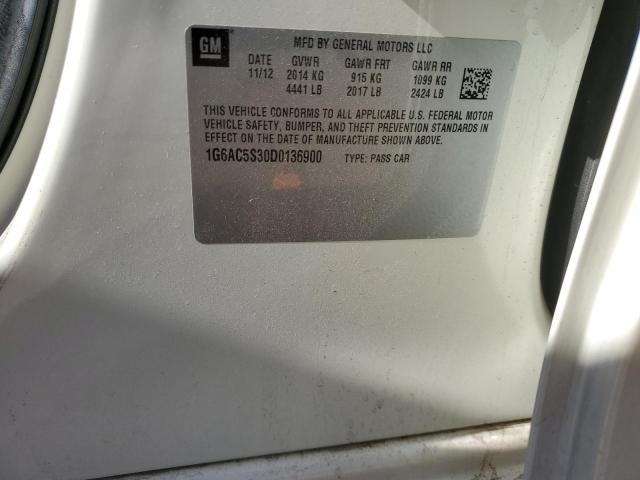 GM
MFD BY GENERAL MOTORS LLC
DATE GVWR GAWR FRT GAWR RR
11/12 2014 KG 915 KG 1099 KG
4441 LB 2017 LB 2424 LB
THIS VEHICLE CONFORMS TO ALL APPLICABLE U.S. FEDERAL MOTOR
VEHICLE SAFETY, BUMPER, AND THEFT PREVENTION STANDARDS IN
EFFECT ON THE DATE OF MANUFACTURE SHOWN ABOVE.
1G6AC5S30D0136900 TYPE: PASS CAR